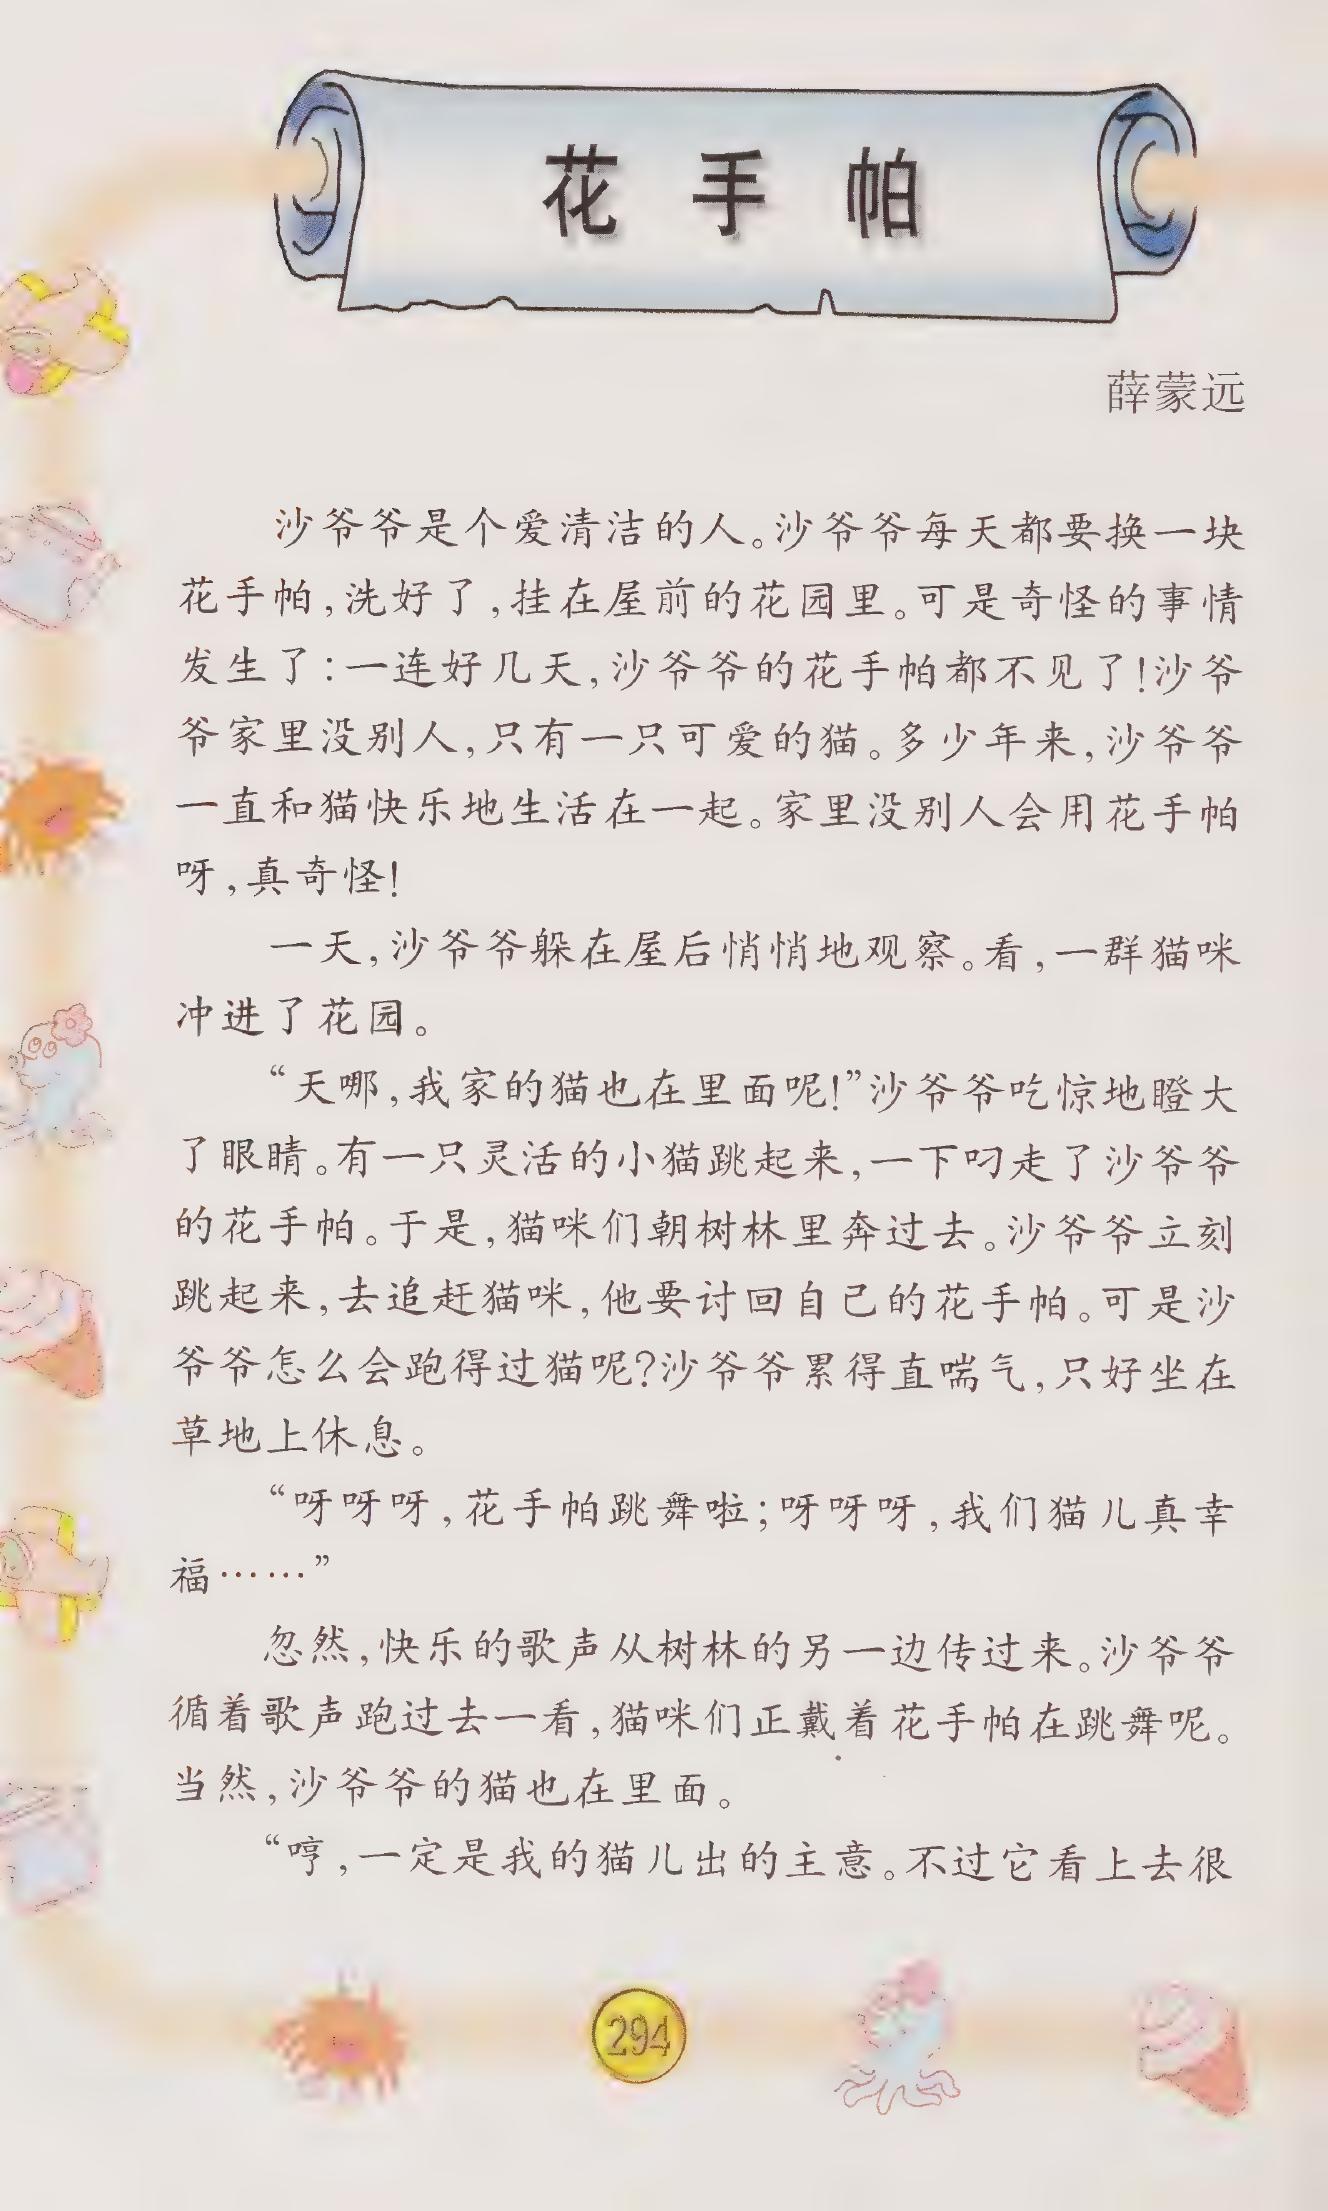 花手帕
薛蒙远
沙爷爷是个爱清洁的人。沙爷爷每天都要换一块
花手帕,洗好了,挂在屋前的花园里。可是奇怪的事情
发生了:一连好几天,沙爷爷的花手帕都不见了!沙爷
爷家里没别人,只有一只可爱的猫。多少年来,沙爷爷
一直和猫快乐地生活在一起。家里没别人会用花手帕
呀,真奇怪!
一天,沙爷爷躲在屋后悄悄地观察。看,一群猫咪
冲进了花园。
“天哪,我家的猫也在里面呢!”沙爷爷吃惊地瞪大
了眼睛。有一只灵活的小猫跳起来,一下叼走了沙爷爷
的花手帕。于是,猫咪们朝树林里奔过去。沙爷爷立刻
跳起来,去追赶猫咪,他要讨回自己的花手帕。可是沙
爷爷怎么会跑得过猫呢?沙爷爷累得直喘气,只好坐在
草地上休息。
“呀呀呀,花手帕跳舞啦;呀呀呀,我们猫儿真幸
福……”
忽然,快乐的歌声从树林的另一边传过来。沙爷爷
循着歌声跑过去一看,猫咪们正戴着花手帕在跳舞呢。
当然,沙爷爷的猫也在里面。
“哼,一定是我的猫儿出的主意。不过它看上去很
294